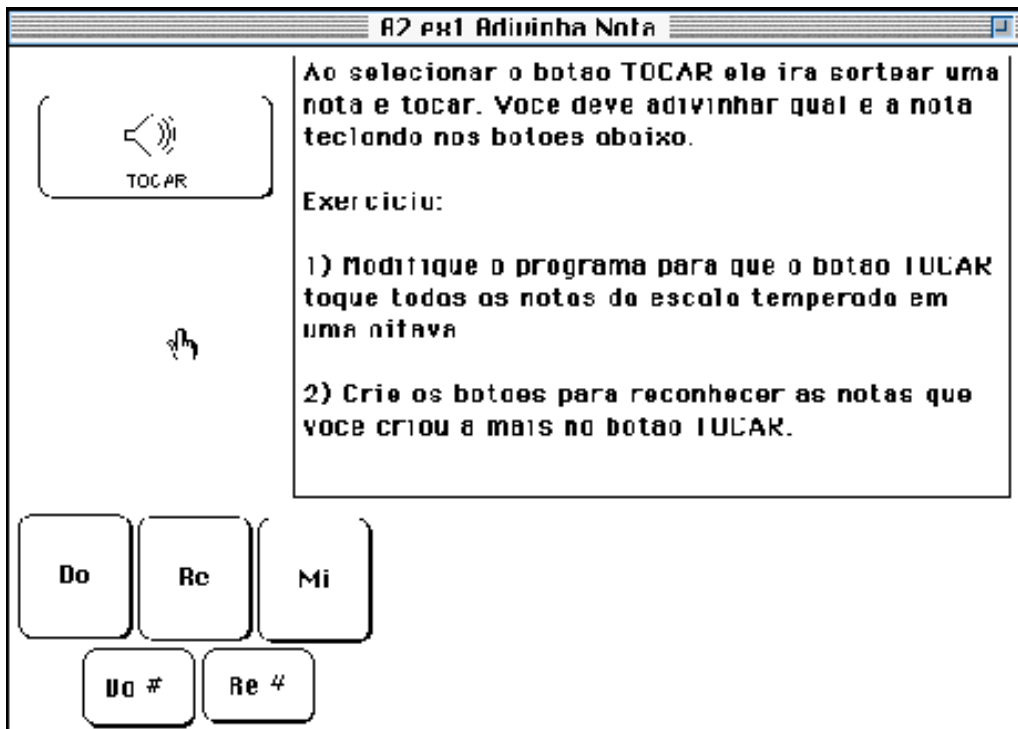 A2 ex1 Adivinha Nota
Ao selecionar o botao TOCAR ele ira sortear uma
nota e tocar. Voce deve adivinhar qual e a nota
teclando nos botoes abaixo.
TOCAR
Exercicio:
1) Modifique o programa para que o botao TOCAR
toque todas as notas da escala temperada em
uma oitava
2) Crie os botoes para reconhecer as notas que
voce criou a mais no botao TOCAR.
Do
Re
Mi
Do #
Re #